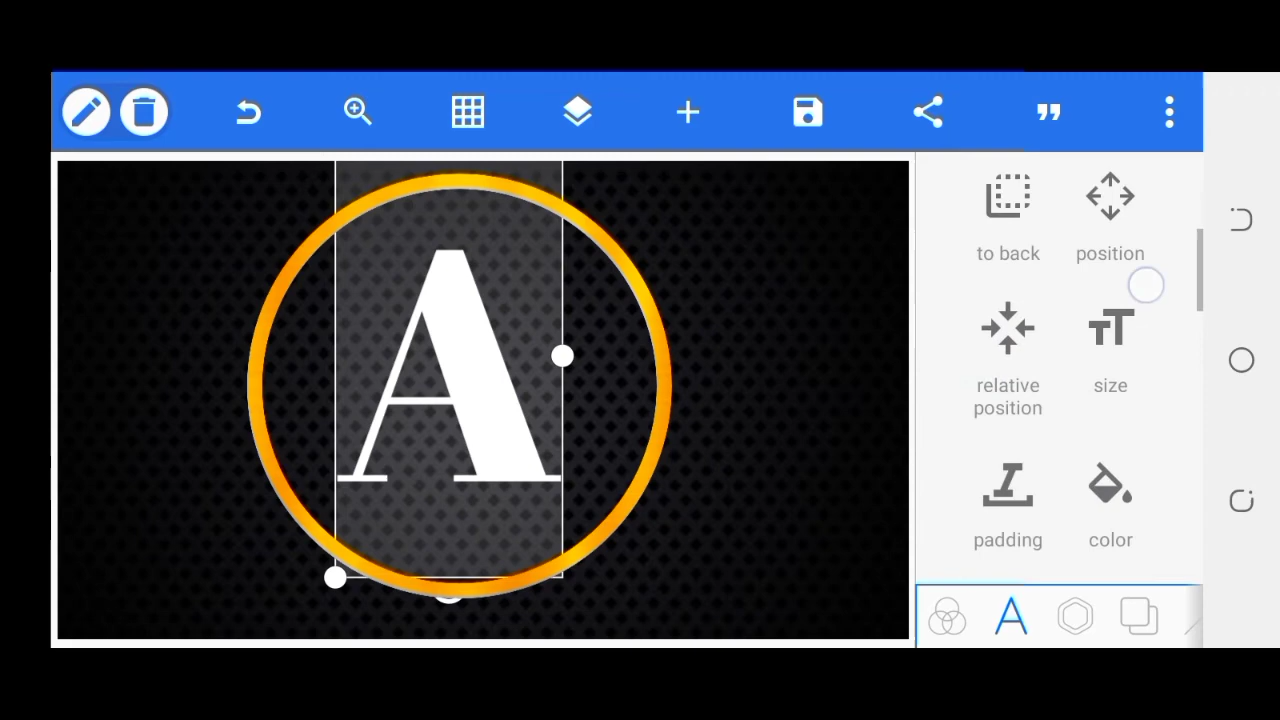 A
to back
position
relative
position
size
padding
color